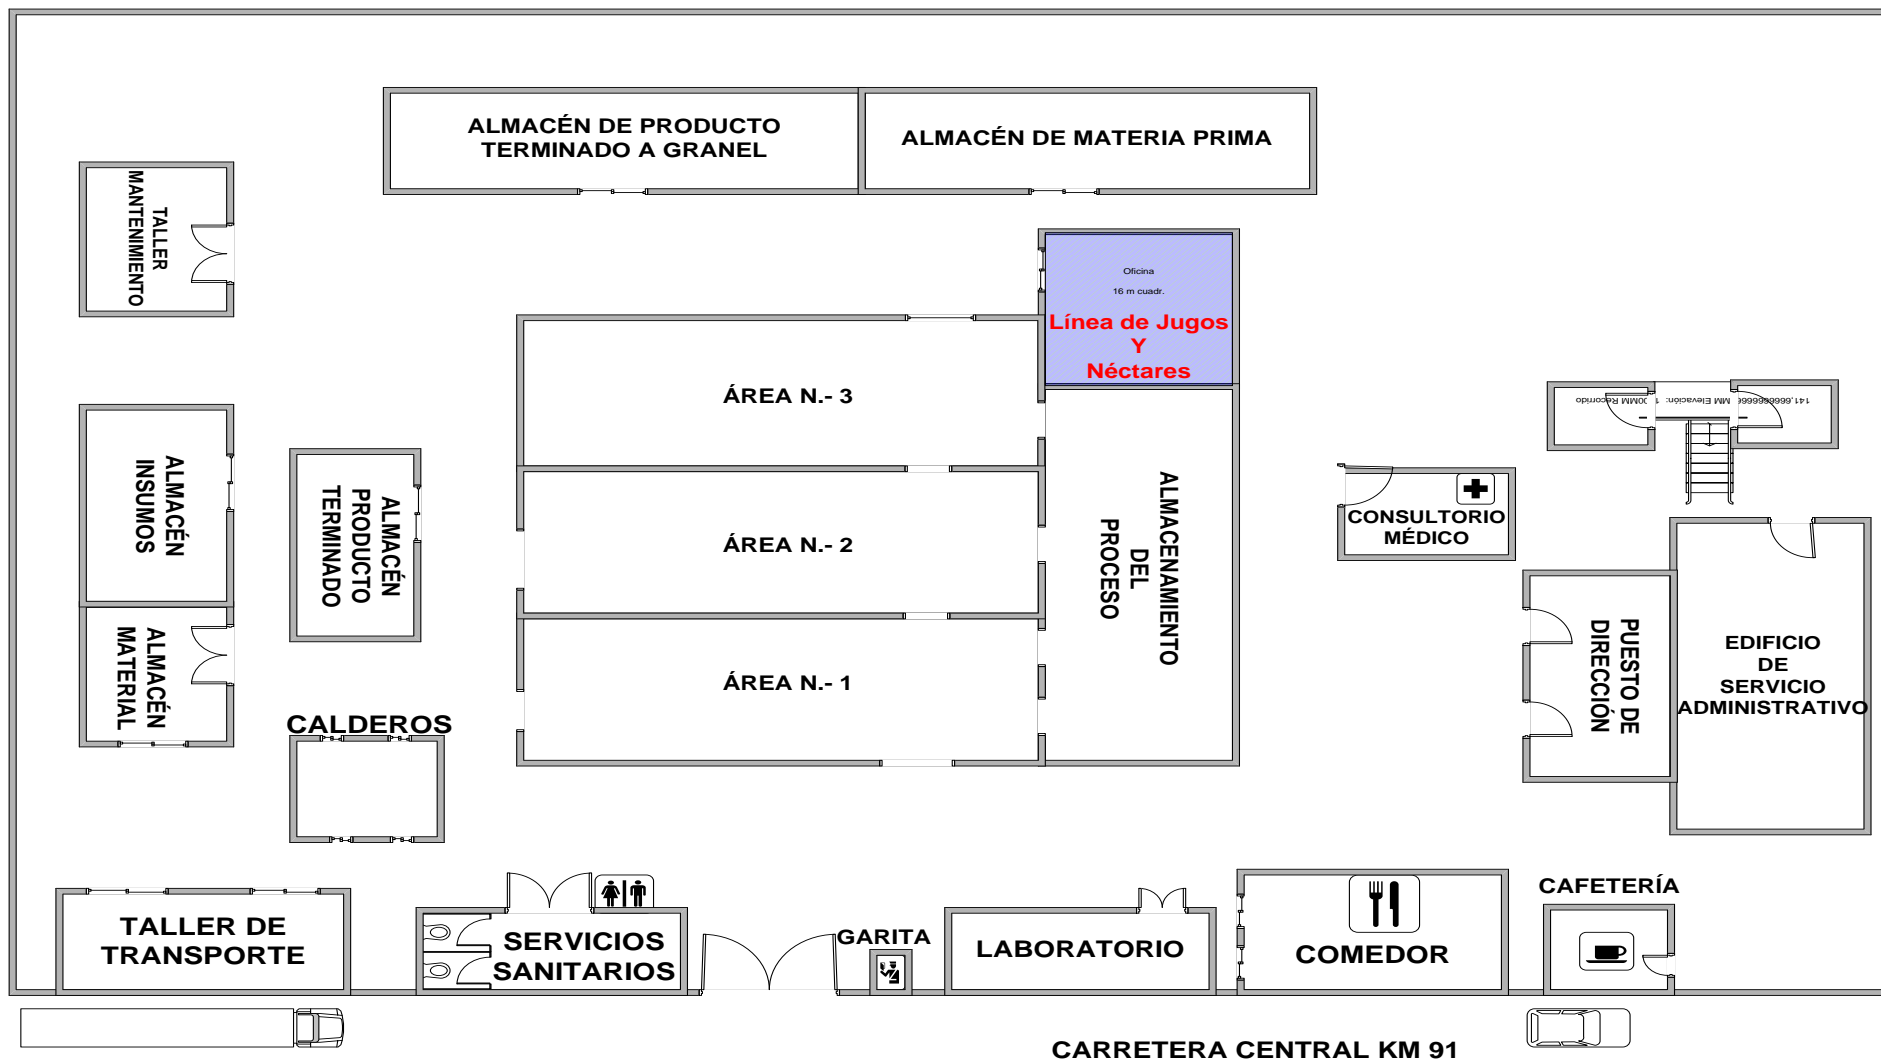 ALMACÉN DE PRODUCTO
TERMINADO A GRANEL
ALMACÉN DE MATERIA PRIMA
TALLER
MANTENIMIENTO
Oficina
16 m cuadr.
Línea de Jugos
Y
Néctares
ÁREA N.- 3
ALMACÉN
INSUMOS
ALMACÉN
PRODUCTO
TERMINADO
ÁREA N.- 2
ALMACENAMIENTO
DEL
PROCESO
CONSULTORIO
MÉDICO
MM Elevación:
Recorrido
ALMACÉN
MATERIAL
ÁREA N.- 1
PUESTO DE
DIRECCIÓN
EDIFICIO
DE
SERVICIO
ADMINISTRATIVO
CALDEROS
TALLER DE
TRANSPORTE
SERVICIOS
SANITARIOS
GARITA
LABORATORIO
COMEDOR
CAFETERÍA
CARRETERA CENTRAL KM 91